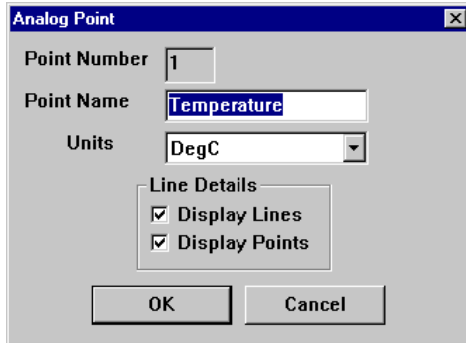 Analog Point
Point Number 1
Point Name Temperature
Units DegC
Line Details
Display Lines
Display Points
OK Cancel